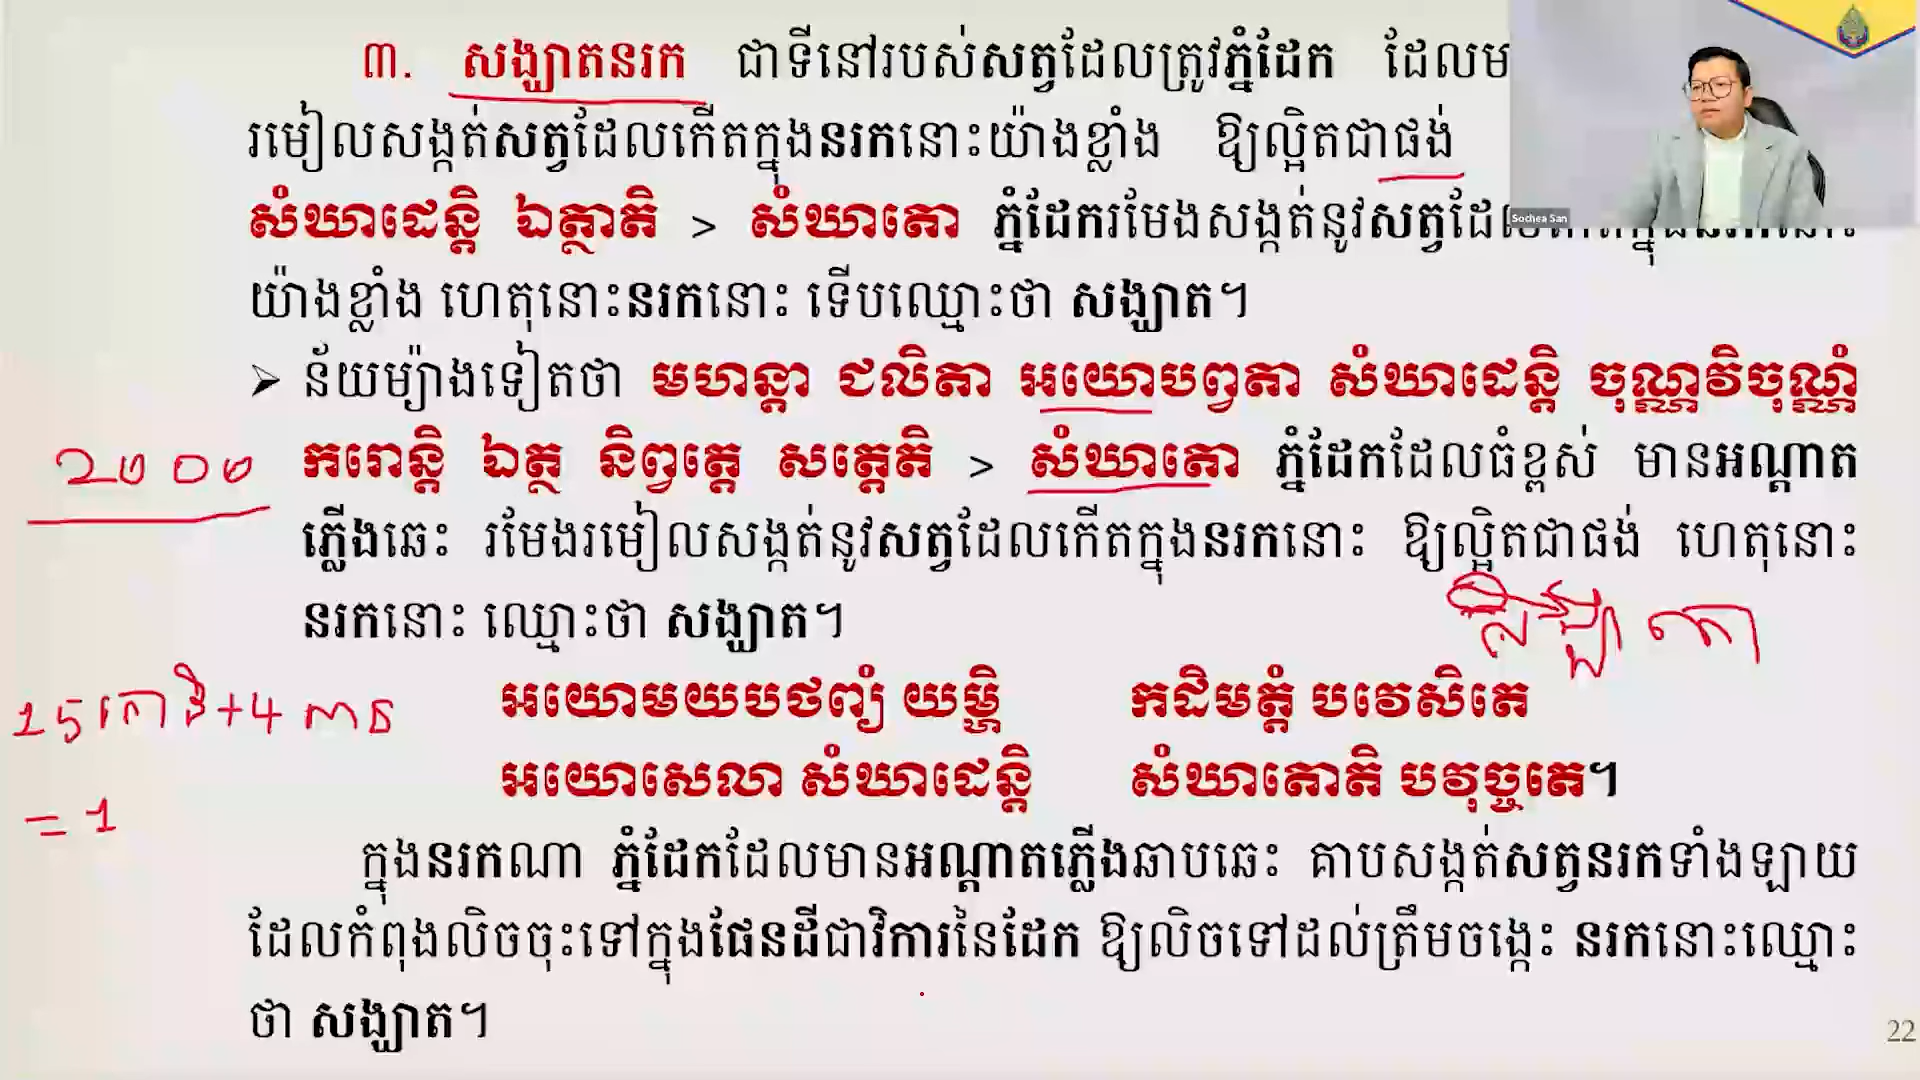 ៣. សង្ឃាតនរក ជាទីនៅរបស់សត្វដែលត្រូវភ្នំដែក ដែលម
រមៀលសង្កត់សត្វដែលកើតក្នុងនរកនោះយ៉ាងខ្លាំង ឱ្យល្អិតជាផង់
Sochea San
សំឃាដេន្តិ ឯត្ថាតិ > សំឃាតោ ភ្នំដែករមែងសង្កត់នូវសត្វដែលកើតក្នុងនរកនោះ
យ៉ាងខ្លាំង ហេតុនោះនរកនោះ ទើបឈ្មោះថា សង្ឃាត។
➢ ន័យម្យ៉ាងទៀតថា មហន្តា ជលិតា អយោបព្វតា សំឃាដេន្តិ ចុណ្ណវិចុណ្ណំ
ករោន្តិ ឯត្ថ និព្វត្តេ សត្តេតិ > សំឃាតោ ភ្នំដែកដែលធំខ្ពស់ មានអណ្តាត
ភ្លើងឆេះ រមែងរមៀលសង្កត់នូវសត្វដែលកើតក្នុងនរកនោះ ឱ្យល្អិតជាផង់ ហេតុនោះ
នរកនោះ ឈ្មោះថា សង្ឃាត។
15 កោដិ+4 ពាន
= 1
អយោមយបថព្យំ យម្ហិ កដិមត្តំ បវេសិតេ
អយោសេលា សំឃាដេន្តិ សំឃាតោតិ បវុច្ចតេ។
ក្នុងនរកណា ភ្នំដែកដែលមានអណ្តាតភ្លើងឆាបឆេះ គាបសង្កត់សត្វនរកទាំងឡាយ
ដែលកំពុងលិចចុះទៅក្នុងផែនដីជាវិការនៃដែក ឱ្យលិចទៅដល់ត្រឹមចង្កេះ នរកនោះឈ្មោះ
ថា សង្ឃាត។
22